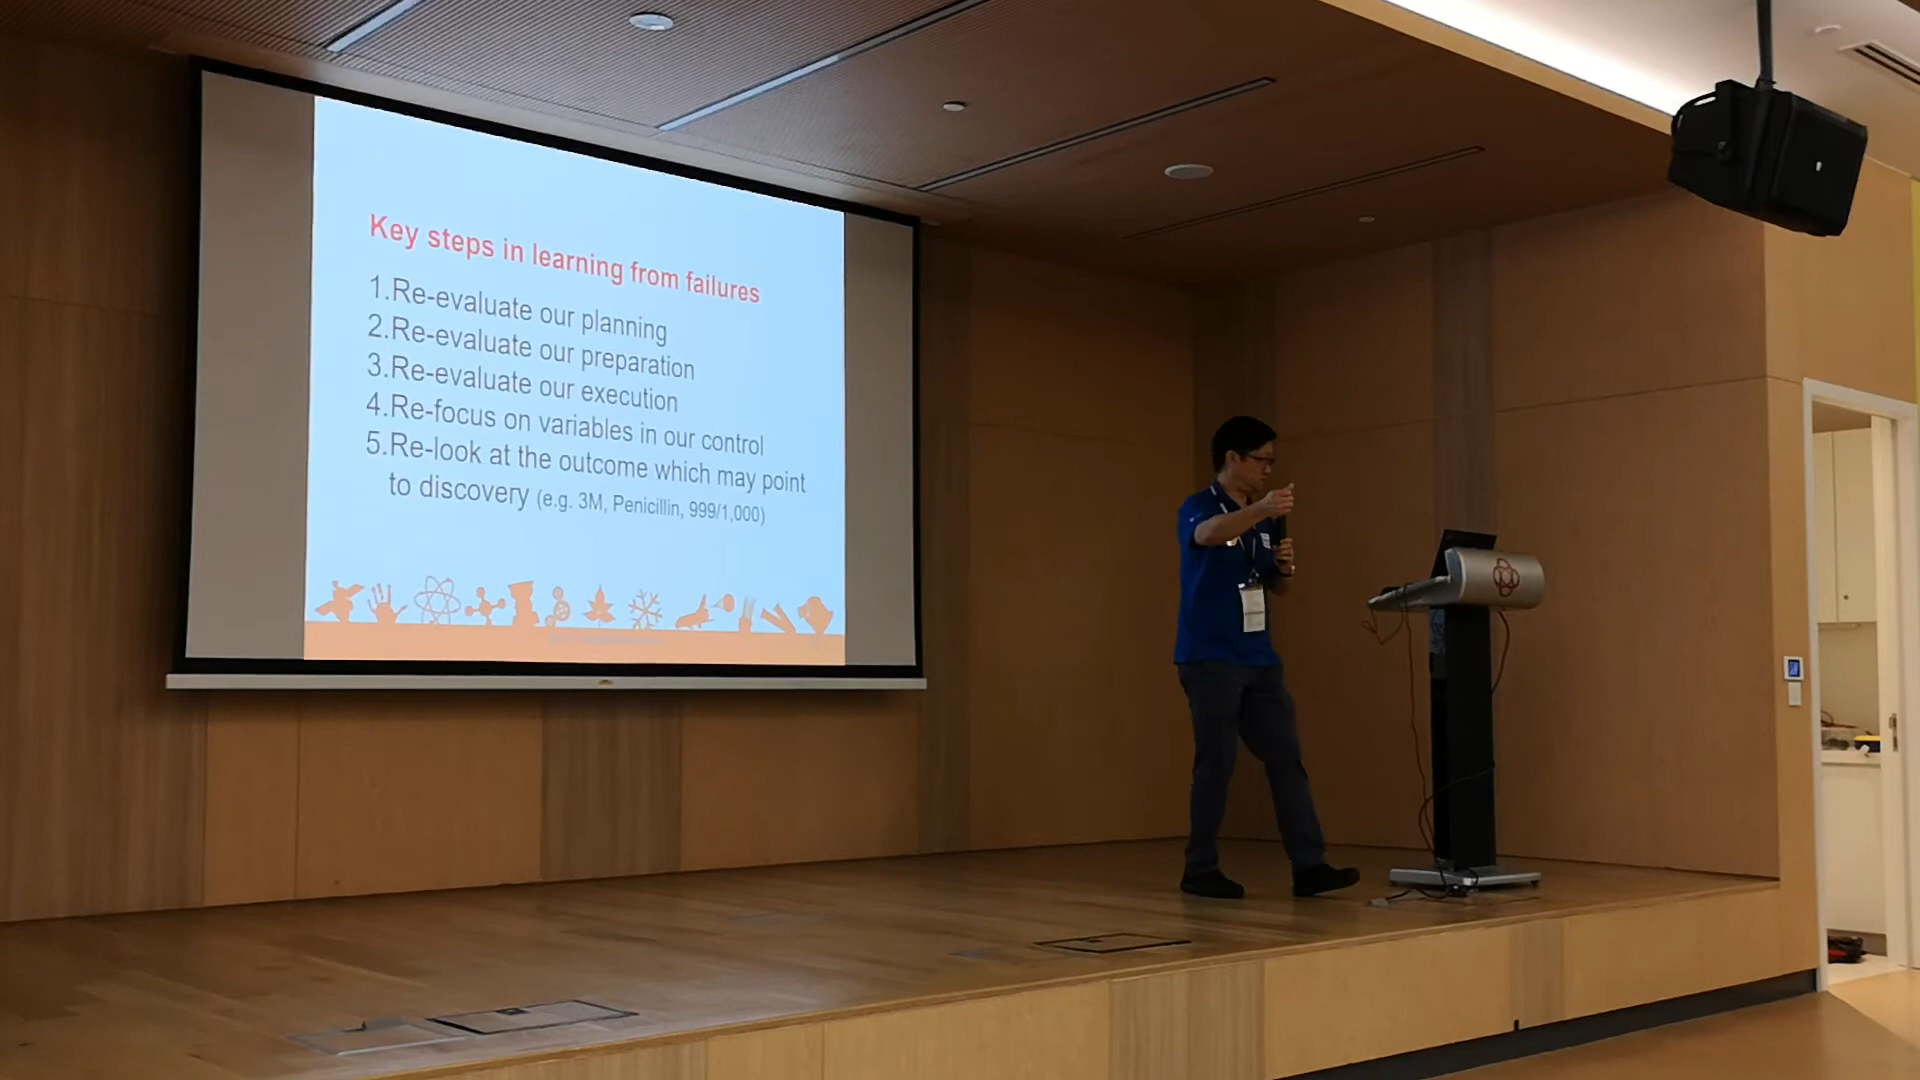 Key steps in learning from failures
1.Re-evaluate our planning
2.Re-evaluate our preparation
3.Re-evaluate our execution
4.Re-focus on variables in our control
5.Re-look at the outcome which may point
to discovery (e.g. 3M, Penicillin, 999/1,000)